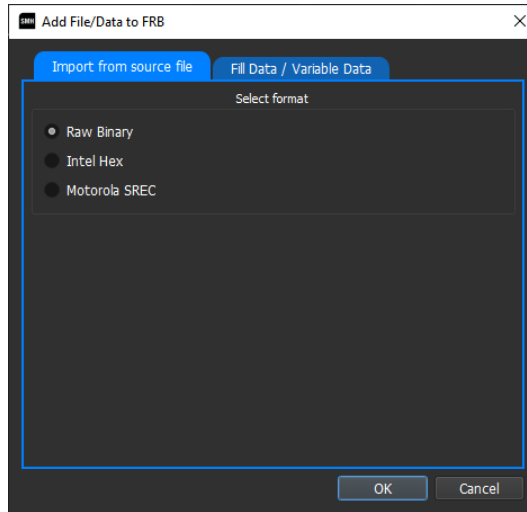 SMH Add File/Data to FRB
Import from source file Fill Data / Variable Data
Select format
Raw Binary
Intel Hex
Motorola SREC
OK Cancel